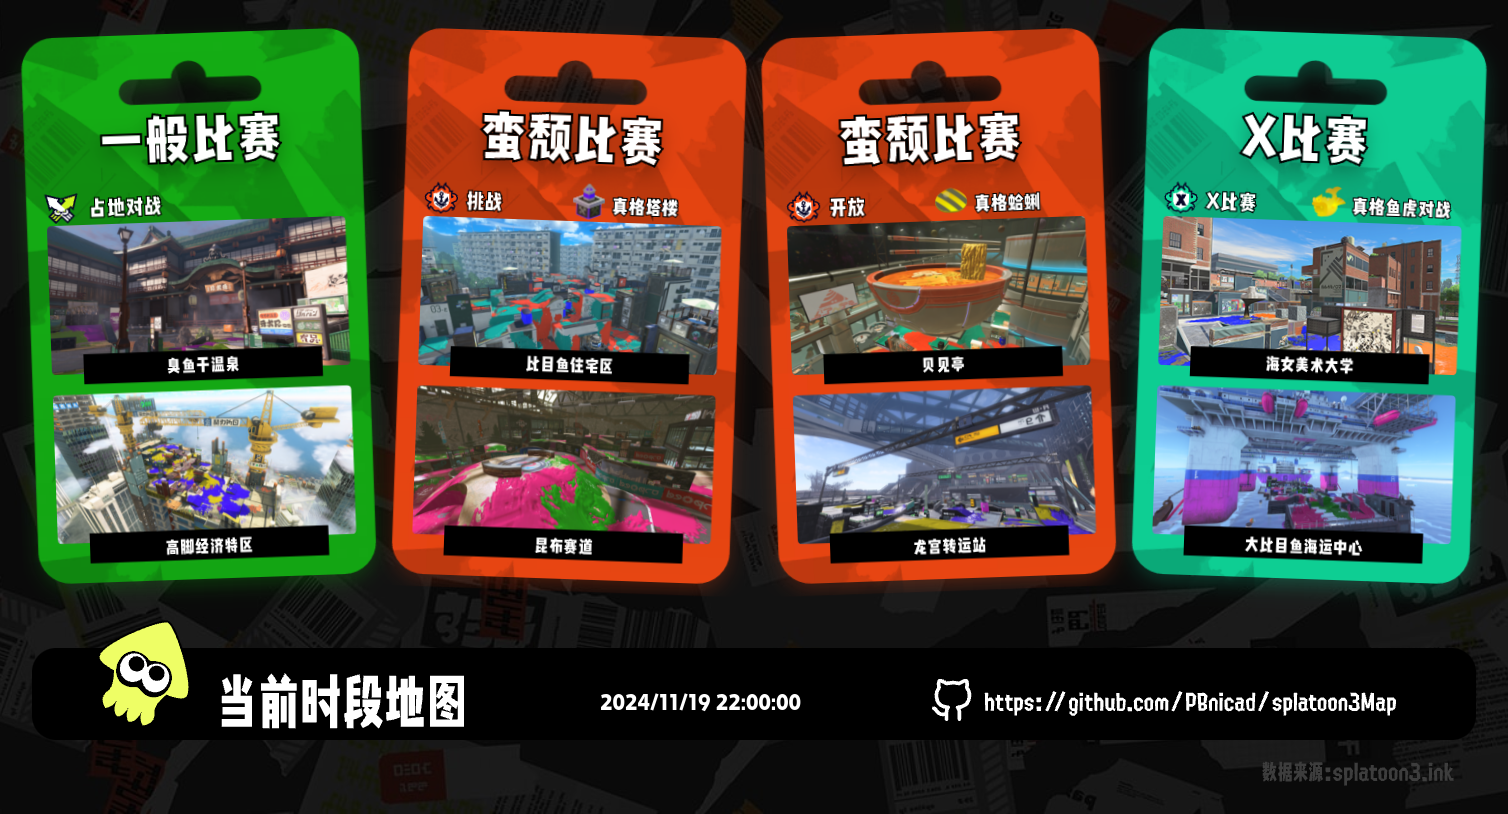 一般比赛
占地对战
臭鱼干温泉
高脚经济特区
蛮颓比赛
挑战
真格塔楼
比目鱼住宅区
昆布赛道
蛮颓比赛
开放
真格蛤蜊
贝贝亭
龙宫转运站
X比赛
X比赛
真格鱼虎对战
海女美术大学
大比目鱼海运中心
当前时段地图
2024/11/19 22:00:00
https://github.com/PBnicad/splatoon3Map
数据来源:splatoon3.ink